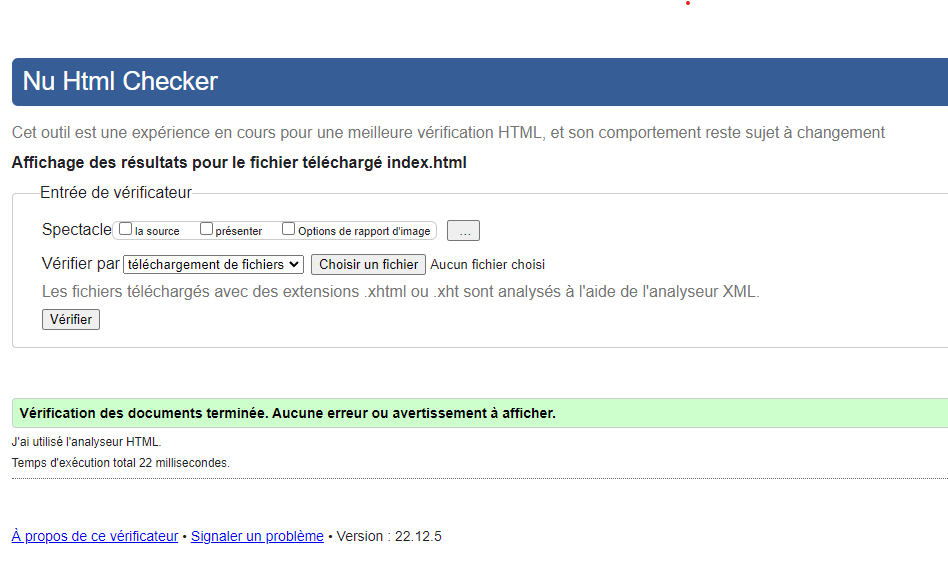 Nu Html Checker
Cet outil est une expérience en cours pour une meilleure vérification HTML, et son comportement reste sujet à changement
Affichage des résultats pour le fichier téléchargé index.html
Entrée de vérificateur
Spectacle la source présenter Options de rapport d'image ...
Vérifier par téléchargement de fichiers Choisir un fichier Aucun fichier choisi
Les fichiers téléchargés avec des extensions .xhtml ou .xht sont analysés à l'aide de l'analyseur XML.
Vérifier
Vérification des documents terminée. Aucune erreur ou avertissement à afficher.
J'ai utilisé l'analyseur HTML.
Temps d'exécution total 22 millisecondes.
À propos de ce vérificateur • Signaler un problème • Version : 22.12.5